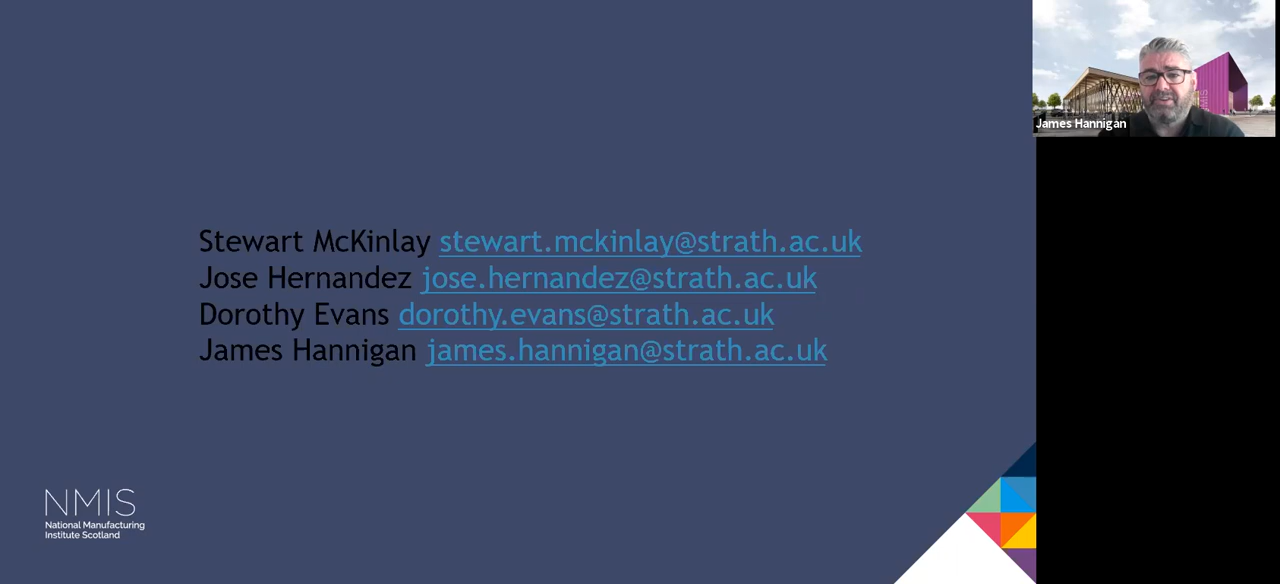 James Hannigan
Stewart McKinlay stewart.mckinlay@strath.ac.uk
Jose Hernandez jose.hernandez@strath.ac.uk
Dorothy Evans dorothy.evans@strath.ac.uk
James Hannigan james.hannigan@strath.ac.uk
NMIS
National Manufacturing
Institute Scotland